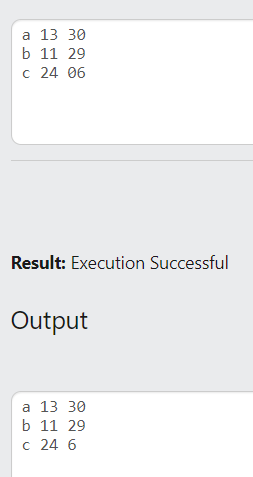 a 13 30
b 11 29
c 24 06
Result: Execution Successful
Output
a 13 30
b 11 29
c 24 6